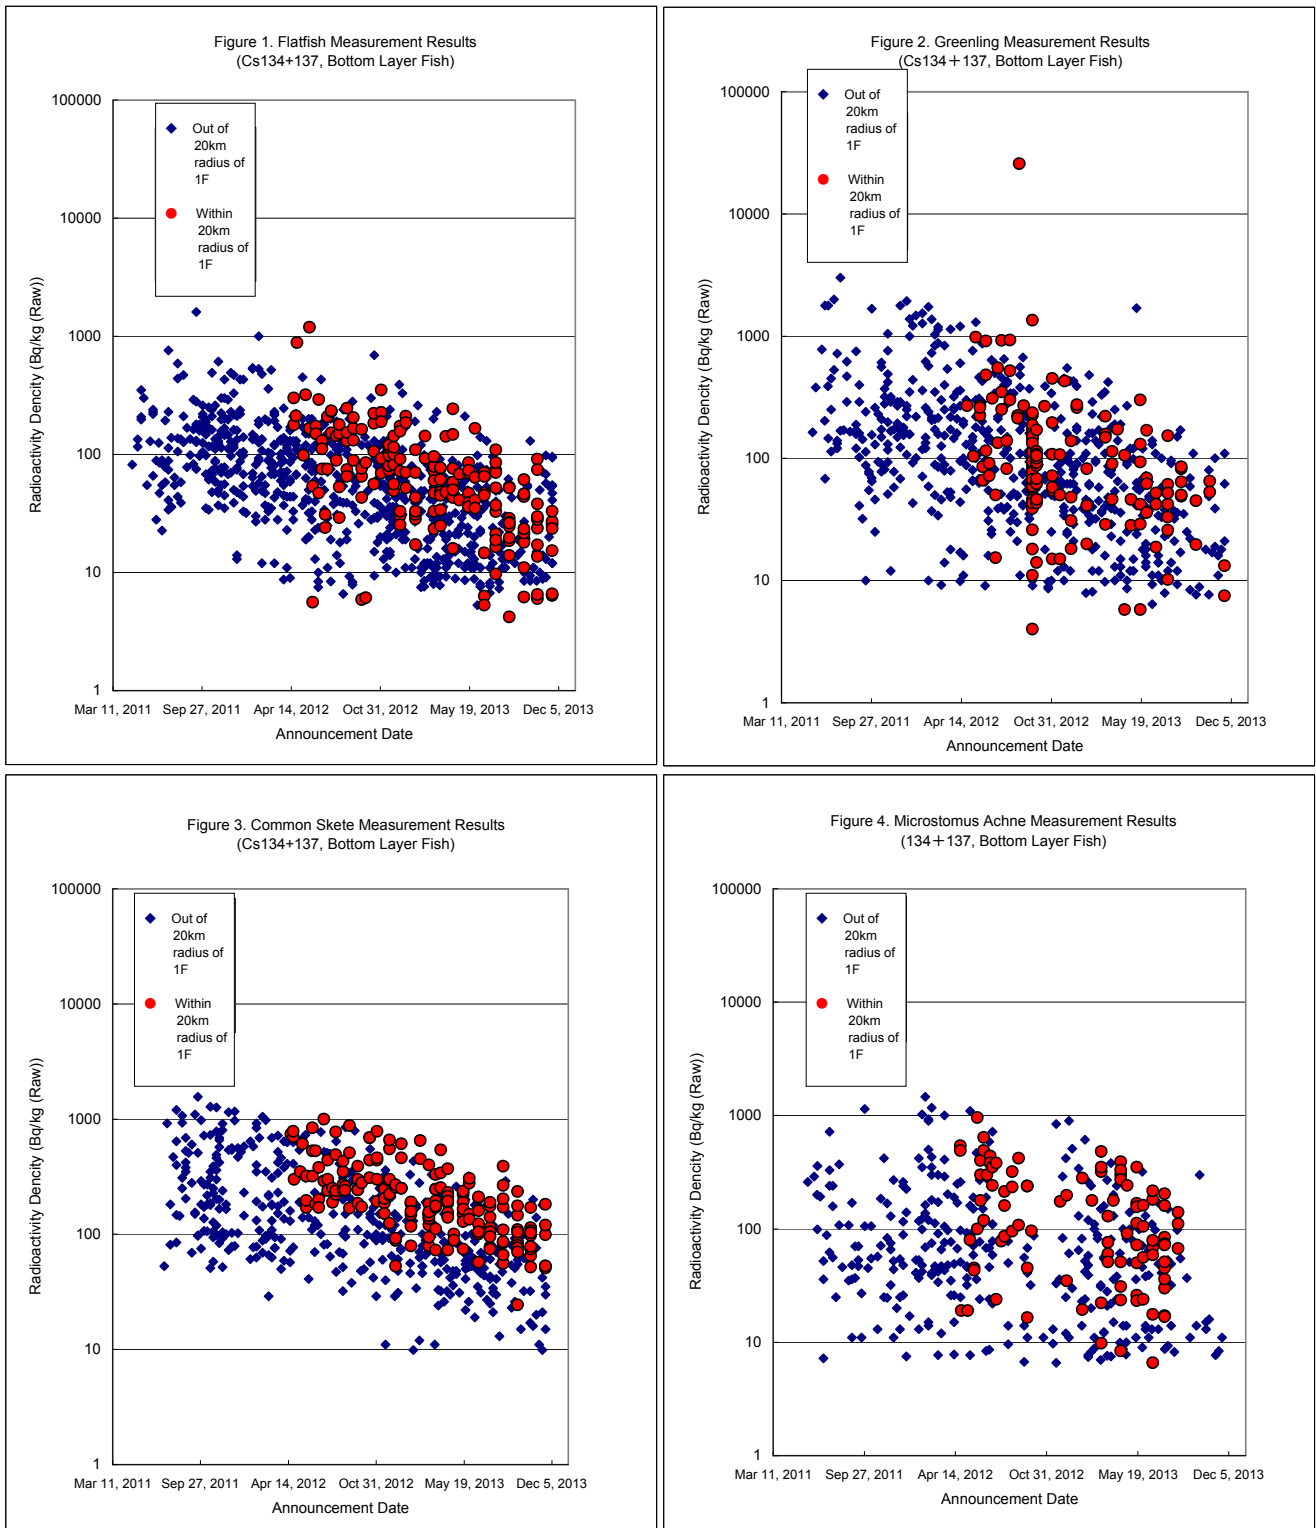 Figure 1. Flatfish Measurement Results
(Cs134+137, Bottom Layer Fish)
100000
10000
1000
100
10
1
Out of
20km
radius of
1F
Within
20km
radius of
1F
Radioactivity Dencity (Bq/kg (Raw))
Mar 11, 2011
Sep 27, 2011
Apr 14, 2012
Oct 31, 2012
May 19, 2013
Dec 5, 2013
Announcement Date
Figure 2. Greenling Measurement Results
(Cs134＋137, Bottom Layer Fish)
100000
10000
1000
100
10
1
Out of
20km
radius of
1F
Within
20km
radius of
1F
Radioactivity Dencity (Bq/kg (Raw))
Mar 11, 2011
Sep 27, 2011
Apr 14, 2012
Oct 31, 2012
May 19, 2013
Dec 5, 2013
Announcement Date
Figure 3. Common Skete Measurement Results
(Cs134+137, Bottom Layer Fish)
100000
10000
1000
100
10
1
Out of
20km
radius of
1F
Within
20km
radius of
1F
Radioactivity Dencity (Bq/kg (Raw))
Mar 11, 2011
Sep 27, 2011
Apr 14, 2012
Oct 31, 2012
May 19, 2013
Dec 5, 2013
Announcement Date
Figure 4. Microstomus Achne Measurement Results
(134＋137, Bottom Layer Fish)
100000
10000
1000
100
10
1
Out of
20km
radius of
1F
Within
20km
radius of
1F
Radioactivity Dencity (Bq/kg (Raw))
Mar 11, 2011
Sep 27, 2011
Apr 14, 2012
Oct 31, 2012
May 19, 2013
Dec 5, 2013
Announcement Date